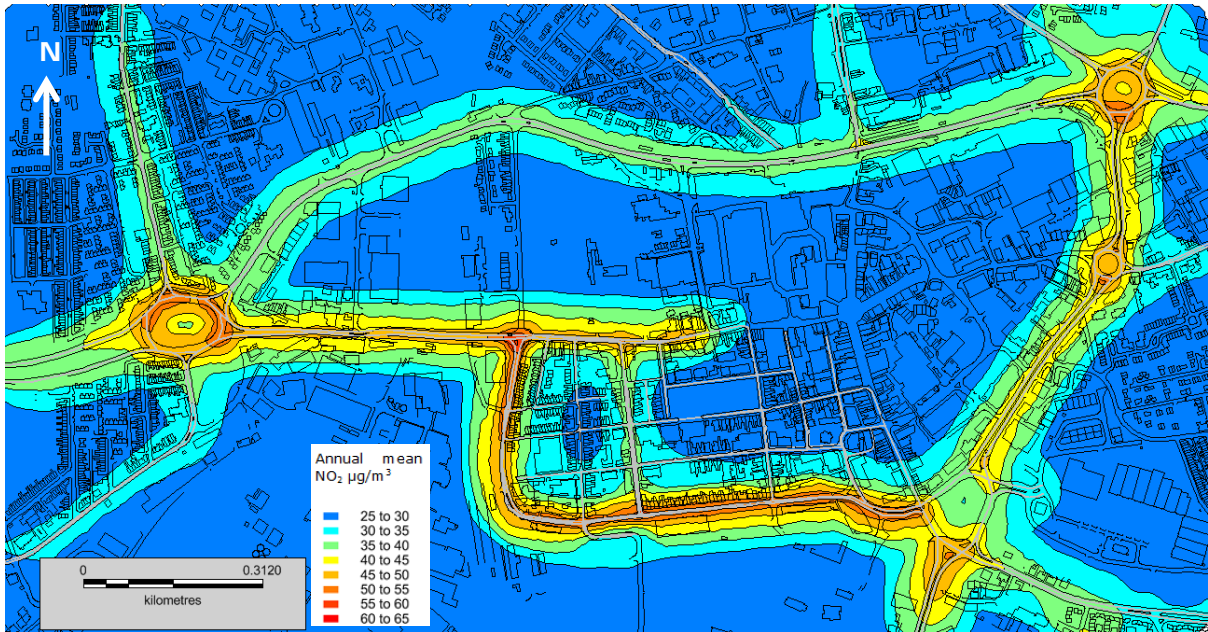 N
Annual mean
NO₂ µg/m³
25 to 30
30 to 35
35 to 40
40 to 45
45 to 50
50 to 55
55 to 60
60 to 65
0 0.3120
kilometres